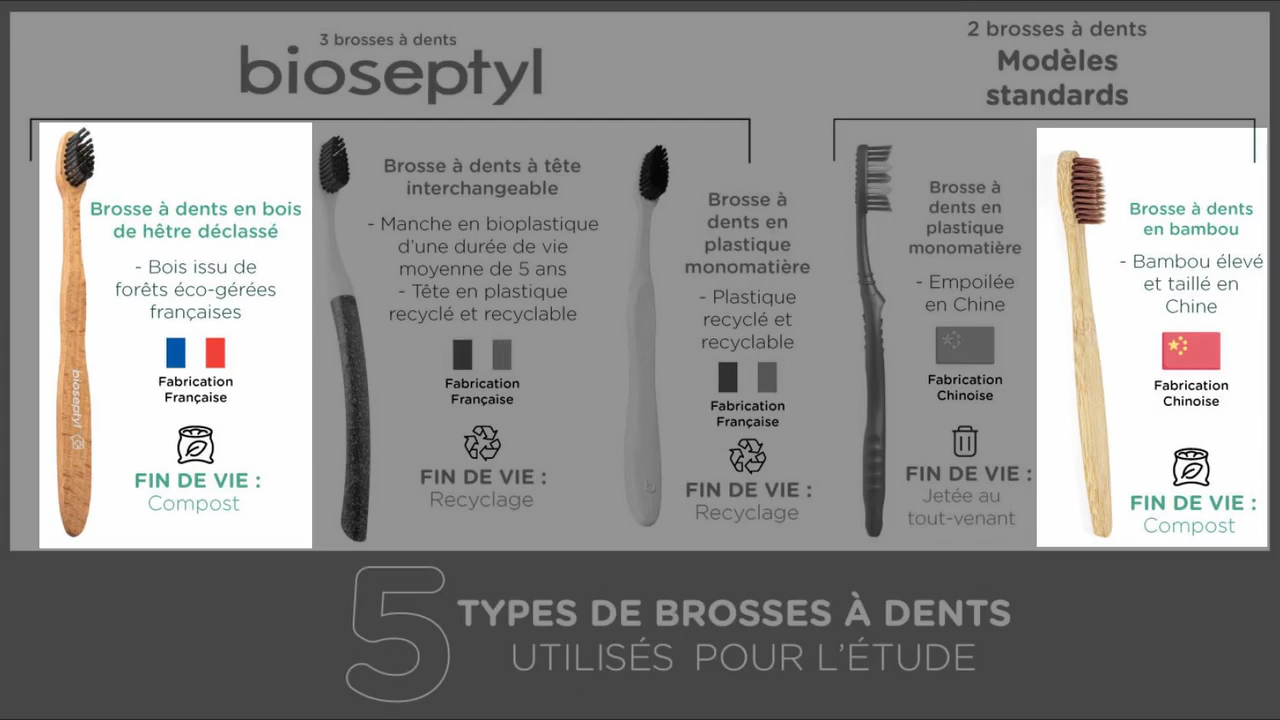 3 brosses à dents
bioseptyl
2 brosses à dents
Modèles
standards
Brosse à dents en bois
de hêtre déclassé
- Bois issu de
forêts éco-gérées
françaises
Fabrication
Française
FIN DE VIE :
Compost
bioseptyl
Brosse à dents à tête
interchangeable
- Manche en bioplastique
d'une durée de vie
moyenne de 5 ans
- Tête en plastique
recyclé et recyclable
Fabrication
Française
FIN DE VIE :
Recyclage
Brosse à
dents en
plastique
monomatière
- Plastique
recyclé et
recyclable
Fabrication
Française
FIN DE VIE :
Recyclage
b
Brosse à
dents en
plastique
monomatière
- Empoilée
en Chine
Fabrication
Chinoise
FIN DE VIE :
Jetée au
tout-venant
Brosse à dents
en bambou
- Bambou élevé
et taillé en
Chine
Fabrication
Chinoise
FIN DE VIE :
Compost
5 TYPES DE BROSSES À DENTS
UTILISÉS POUR L'ÉTUDE